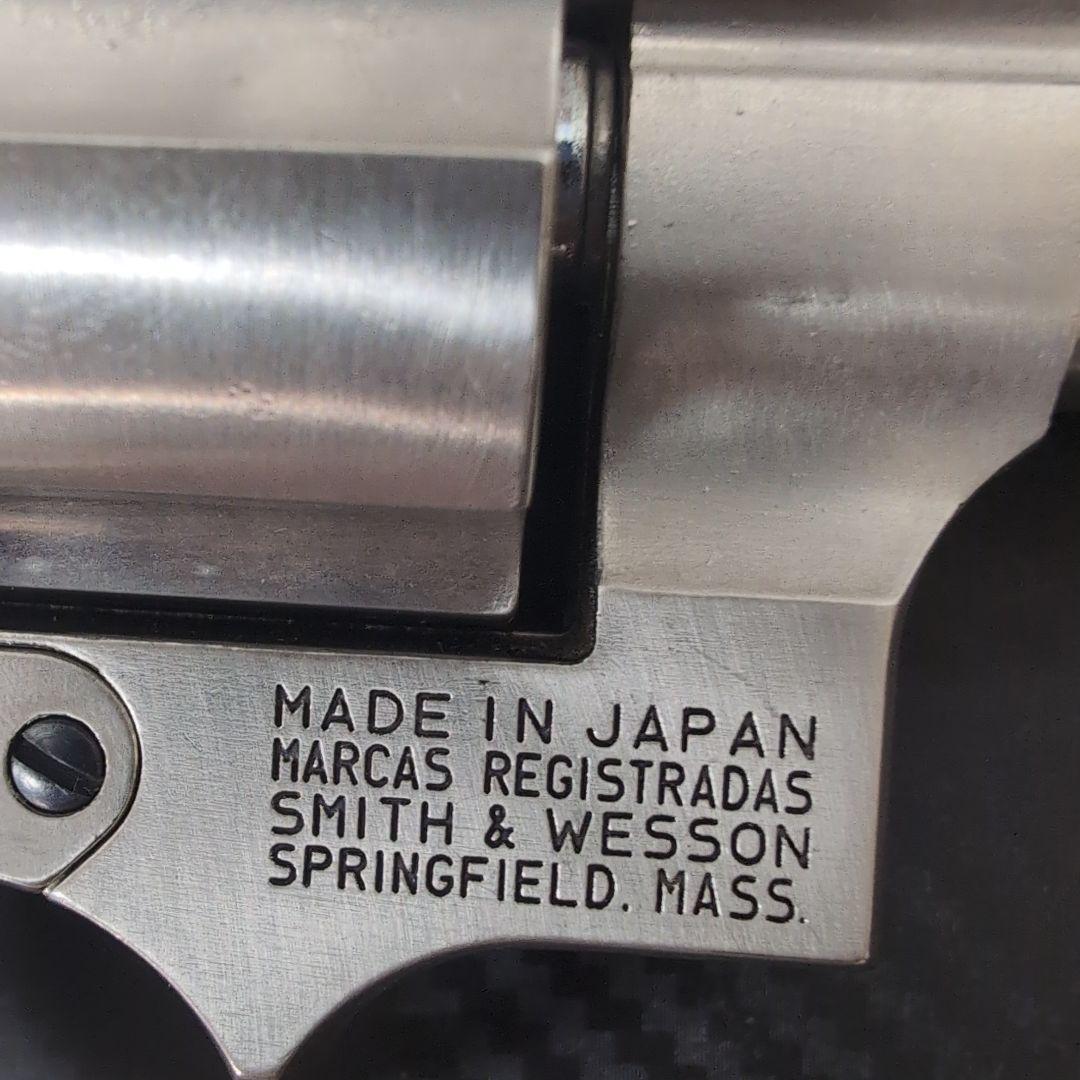 MADE IN JAPAN
MARCAS REGISTRADAS
SMITH & WESSON
SPRINGFIELD. MASS.